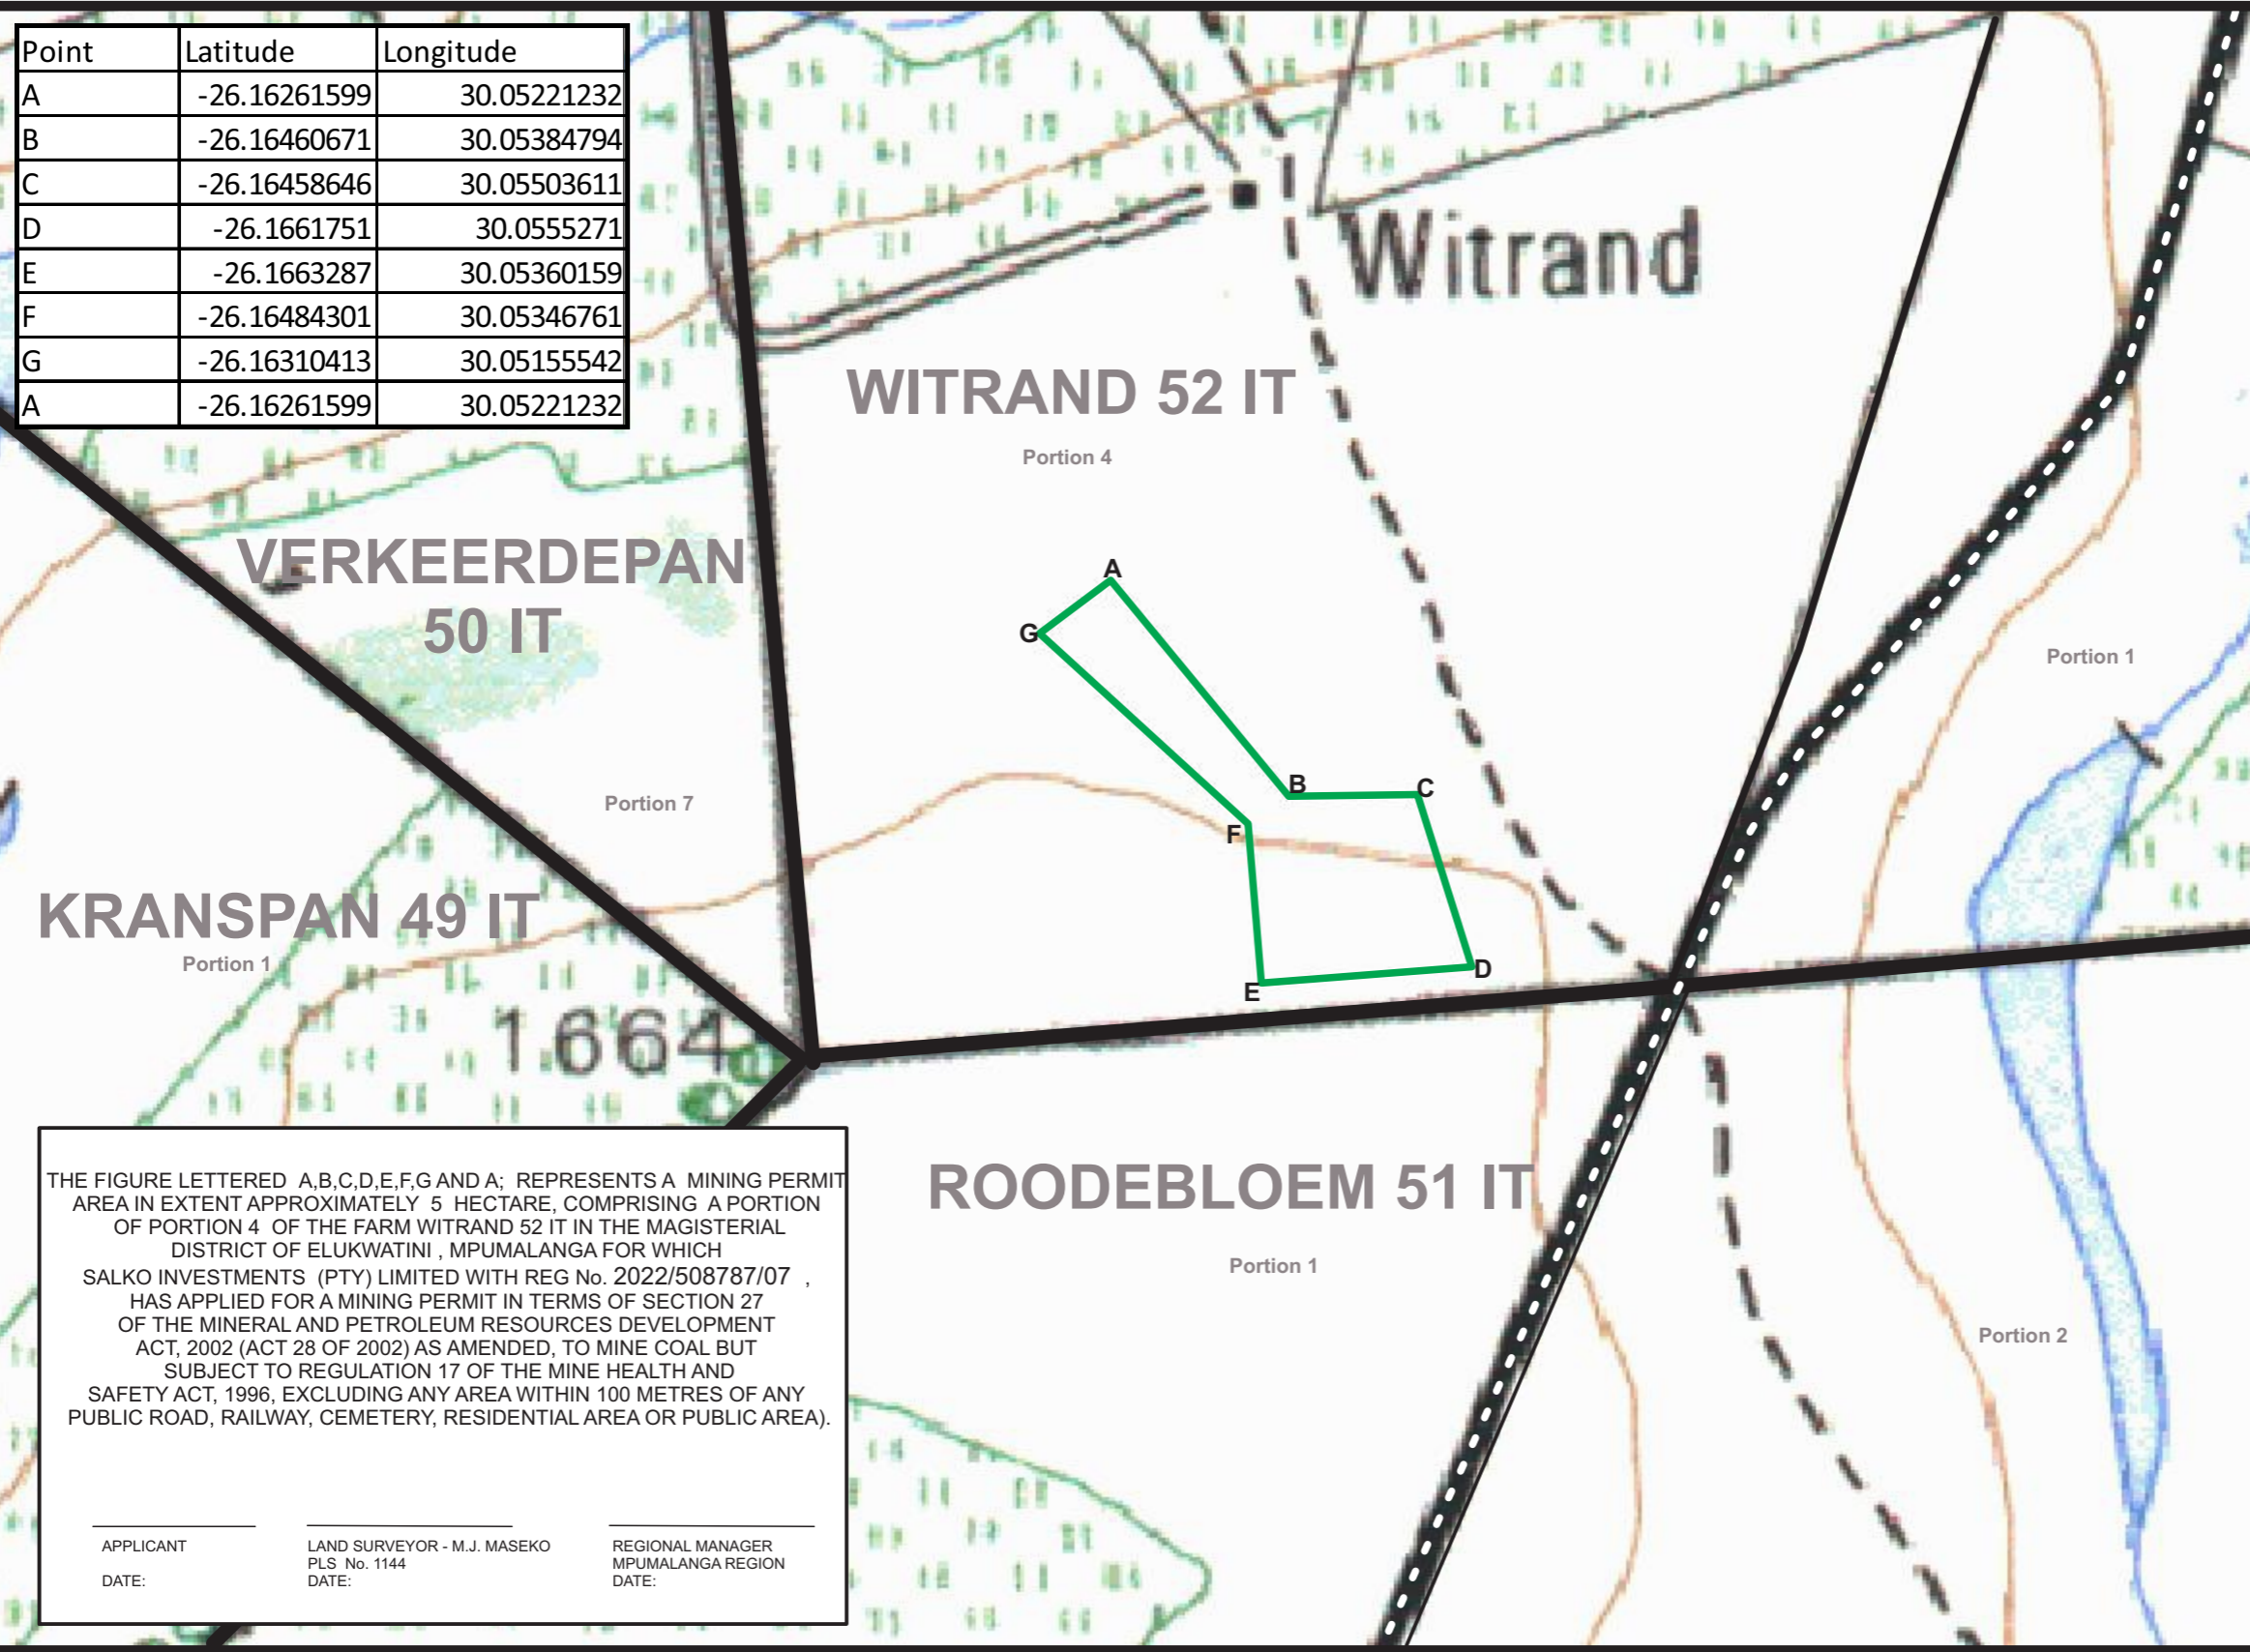 Point Latitude Longitude
A -26.16261599 30.05221232
B -26.16460671 30.05384794
C -26.16458646 30.05503611
D -26.1661751 30.0555271
E -26.1663287 30.05360159
F -26.16484301 30.05346761
G -26.16310413 30.05155542
A -26.16261599 30.05221232
Witrand
WITRAND 52 IT
Portion 4
VERKEERDEPAN
50 IT
Portion 7
A
G
B
C
F
D
E
Portion 1
KRANSPAN 49 IT
Portion 1
1664
ROODEBLOEM 51 IT
Portion 1
Portion 2
THE FIGURE LETTERED A,B,C,D,E,F,G AND A; REPRESENTS A MINING PERMIT
AREA IN EXTENT APPROXIMATELY 5 HECTARE, COMPRISING A PORTION
OF PORTION 4 OF THE FARM WITRAND 52 IT IN THE MAGISTERIAL
DISTRICT OF ELUKWATINI , MPUMALANGA FOR WHICH
SALKO INVESTMENTS (PTY) LIMITED WITH REG No. 2022/508787/07 ,
HAS APPLIED FOR A MINING PERMIT IN TERMS OF SECTION 27
OF THE MINERAL AND PETROLEUM RESOURCES DEVELOPMENT
ACT, 2002 (ACT 28 OF 2002) AS AMENDED, TO MINE COAL BUT
SUBJECT TO REGULATION 17 OF THE MINE HEALTH AND
SAFETY ACT, 1996, EXCLUDING ANY AREA WITHIN 100 METRES OF ANY
PUBLIC ROAD, RAILWAY, CEMETERY, RESIDENTIAL AREA OR PUBLIC AREA).
APPLICANT
DATE:
LAND SURVEYOR - M.J. MASEKO
PLS No. 1144
DATE:
REGIONAL MANAGER
MPUMALANGA REGION
DATE: